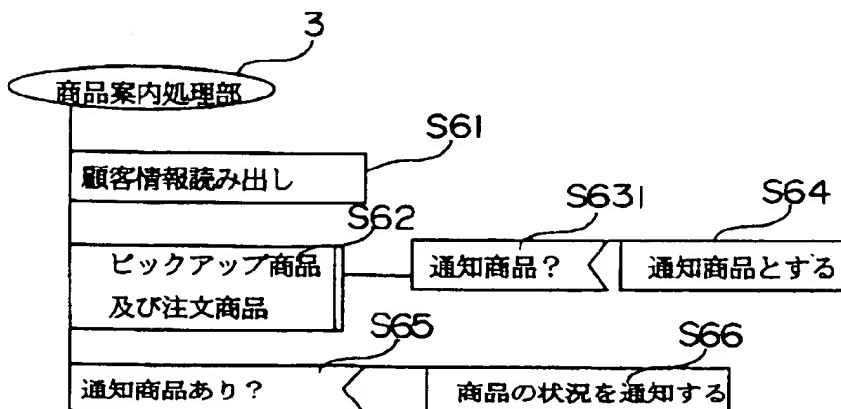 3
商品案内処理部
S61
顧客情報読み出し
S62
S631
S64
ピックアップ商品
及び注文商品
通知商品?
通知商品とする
S65
S66
通知商品あり?
商品の状況を通知する